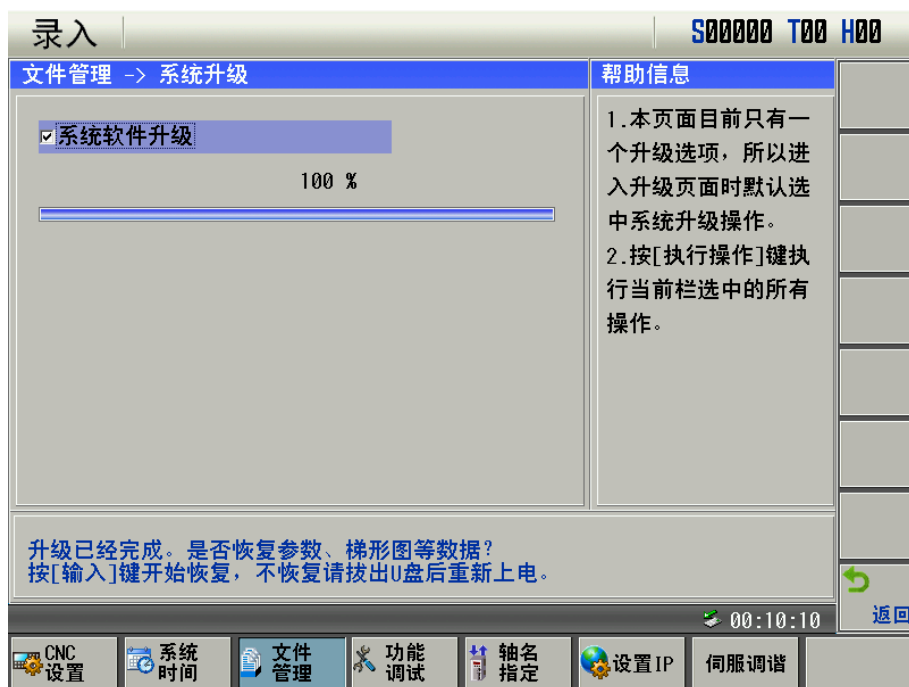 录入
S00000 T00 H00
文件管理 -> 系统升级
系统软件升级
100 %
帮助信息
1.本页面目前只有一
个升级选项，所以进
入升级页面时默认选
中系统升级操作。
2.按[执行操作]键执
行当前栏选中的所有
操作。
升级已经完成。是否恢复参数、梯形图等数据?
按[输入]键开始恢复，不恢复请拔出U盘后重新上电。
00:10:10
返回
CNC
设置
系统
时间
文件
管理
功能
调试
轴名
指定
设置IP
伺服调谐